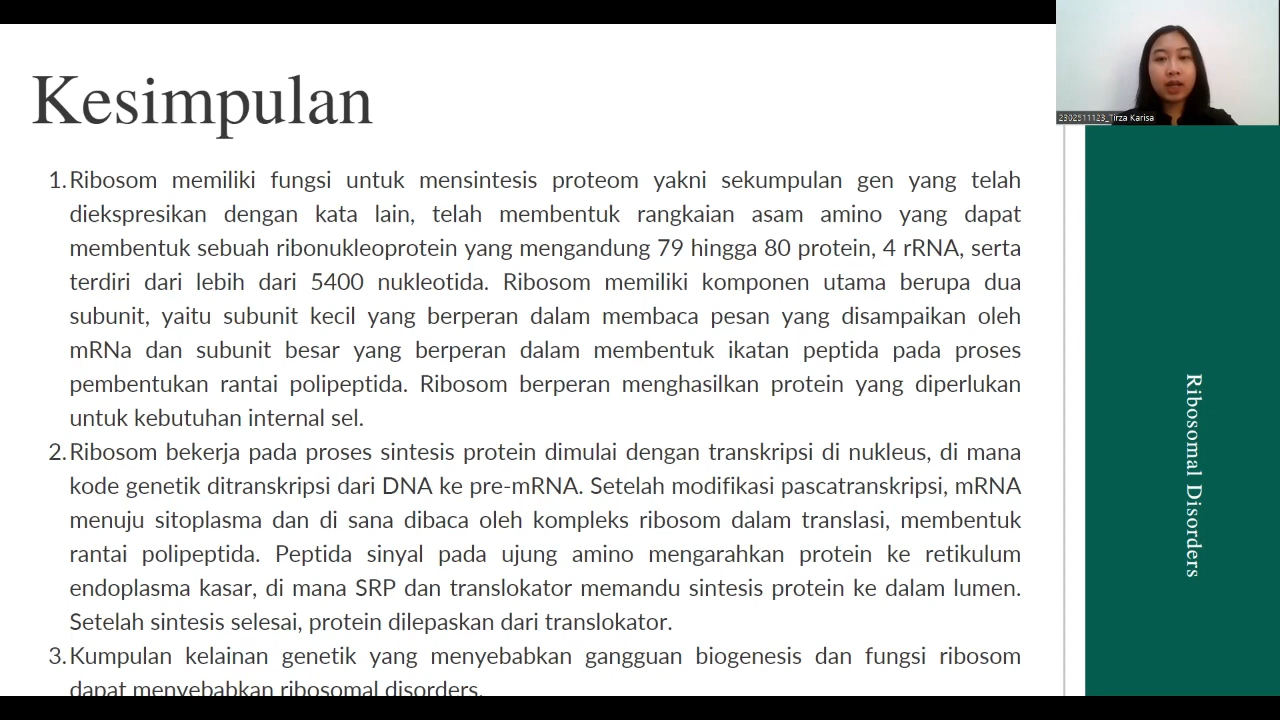 Kesimpulan
1. Ribosom memiliki fungsi untuk mensintesis proteom yakni sekumpulan gen yang telah
diekspresikan dengan kata lain, telah membentuk rangkaian asam amino yang dapat
membentuk sebuah ribonukleoprotein yang mengandung 79 hingga 80 protein, 4 rRNA, serta
terdiri dari lebih dari 5400 nukleotida. Ribosom memiliki komponen utama berupa dua
subunit, yaitu subunit kecil yang berperan dalam membaca pesan yang disampaikan oleh
mRNa dan subunit besar yang berperan dalam membentuk ikatan peptida pada proses
pembentukan rantai polipeptida. Ribosom berperan menghasilkan protein yang diperlukan
untuk kebutuhan internal sel.
2. Ribosom bekerja pada proses sintesis protein dimulai dengan transkripsi di nukleus, di mana
kode genetik ditranskripsi dari DNA ke pre-mRNA. Setelah modifikasi pascatranskripsi, mRNA
menuju sitoplasma dan di sana dibaca oleh kompleks ribosom dalam translasi, membentuk
rantai polipeptida. Peptida sinyal pada ujung amino mengarahkan protein ke retikulum
endoplasma kasar, di mana SRP dan translokator memandu sintesis protein ke dalam lumen.
Setelah sintesis selesai, protein dilepaskan dari translokator.
3. Kumpulan kelainan genetik yang menyebabkan gangguan biogenesis dan fungsi ribosom
dapat menyebabkan ribosomal disorders.
2302511123_Tirza Karisa
Ribosomal Disorders